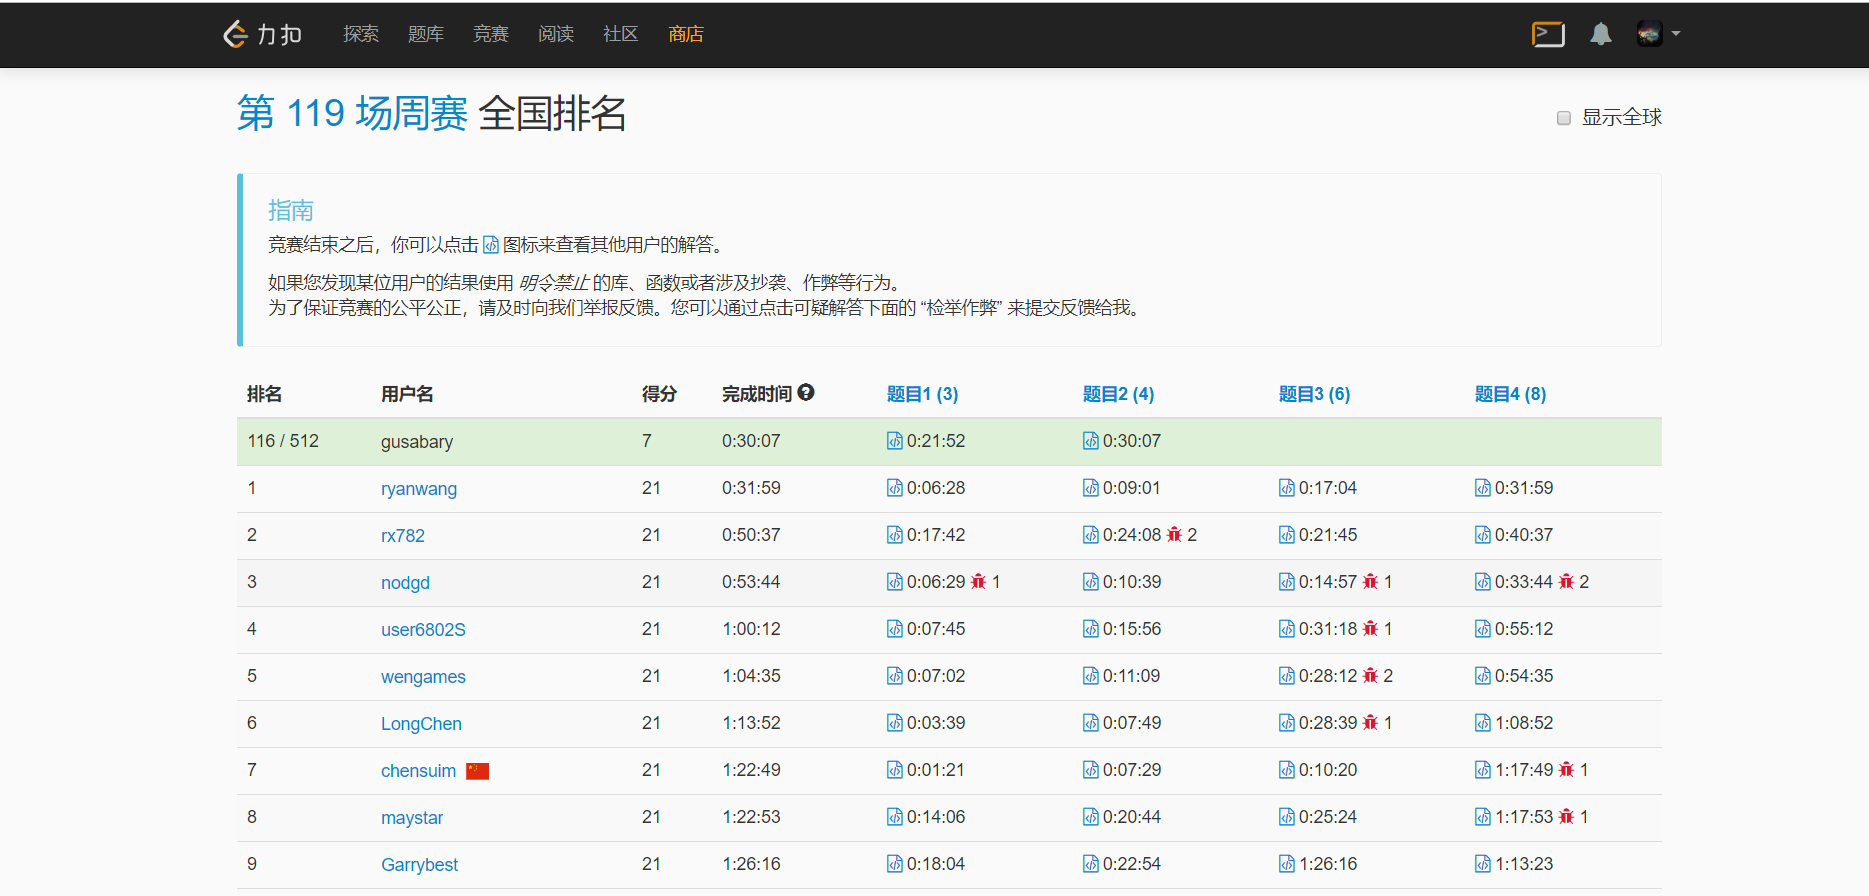 力扣 探索 题库 竞赛 阅读 社区 商店
第 119 场周赛 全国排名
显示全球
指南
竞赛结束之后，你可以点击 图标来查看其他用户的解答。
如果您发现某位用户的结果使用 明令禁止 的库、函数或者涉及抄袭、作弊等行为。
为了保证竞赛的公平公正，请及时向我们举报反馈。您可以通过点击可疑解答下面的 “检举作弊” 来提交反馈给我。
排名 用户名 得分 完成时间 题目1 (3) 题目2 (4) 题目3 (6) 题目4 (8)
116 / 512 gusabary 7 0:30:07 0:21:52 0:30:07
1 ryanwang 21 0:31:59 0:06:28 0:09:01 0:17:04 0:31:59
2 rx782 21 0:50:37 0:17:42 0:24:08 2 0:21:45 0:40:37
3 nodgd 21 0:53:44 0:06:29 1 0:10:39 0:14:57 1 0:33:44 2
4 user6802S 21 1:00:12 0:07:45 0:15:56 0:31:18 1 0:55:12
5 wengames 21 1:04:35 0:07:02 0:11:09 0:28:12 2 0:54:35
6 LongChen 21 1:13:52 0:03:39 0:07:49 0:28:39 1 1:08:52
7 chensuim 21 1:22:49 0:01:21 0:07:29 0:10:20 1:17:49 1
8 maystar 21 1:22:53 0:14:06 0:20:44 0:25:24 1:17:53 1
9 Garrybest 21 1:26:16 0:18:04 0:22:54 1:26:16 1:13:23